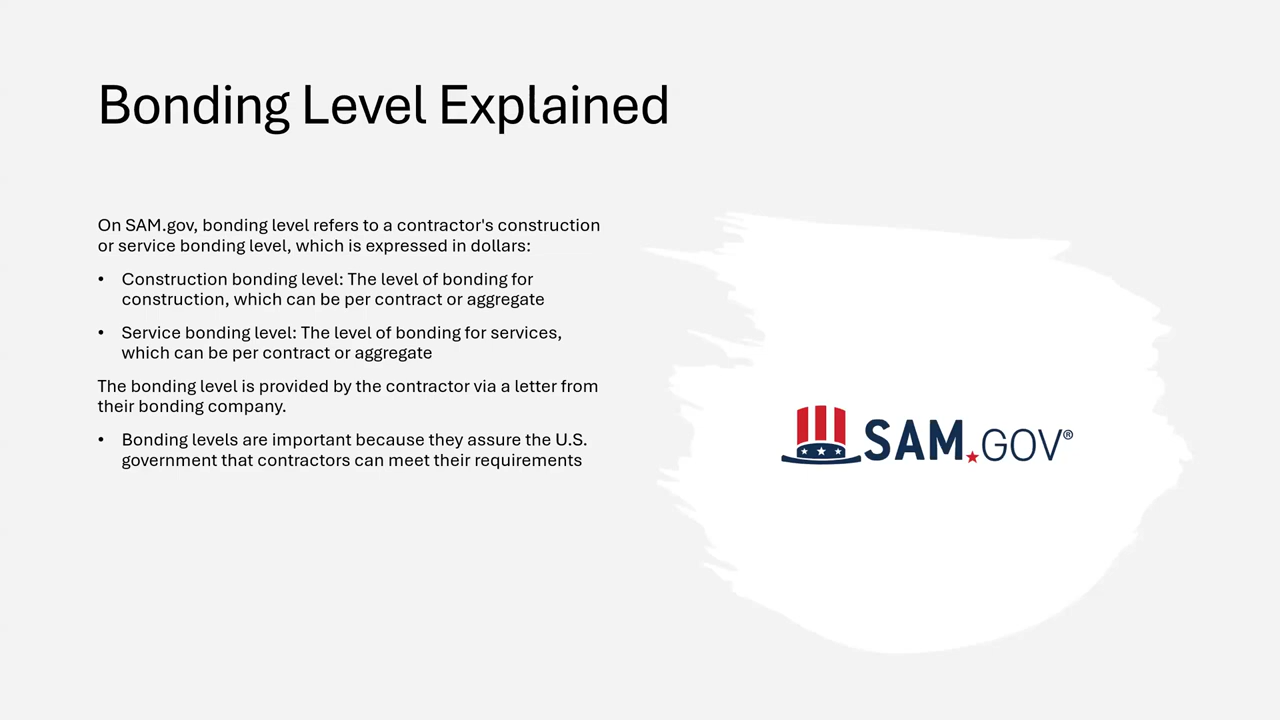 Bonding Level Explained
On SAM.gov, bonding level refers to a contractor's construction
or service bonding level, which is expressed in dollars:
• Construction bonding level: The level of bonding for
construction, which can be per contract or aggregate
• Service bonding level: The level of bonding for services,
which can be per contract or aggregate
The bonding level is provided by the contractor via a letter from
their bonding company.
• Bonding levels are important because they assure the U.S.
government that contractors can meet their requirements
SAM.GOV®